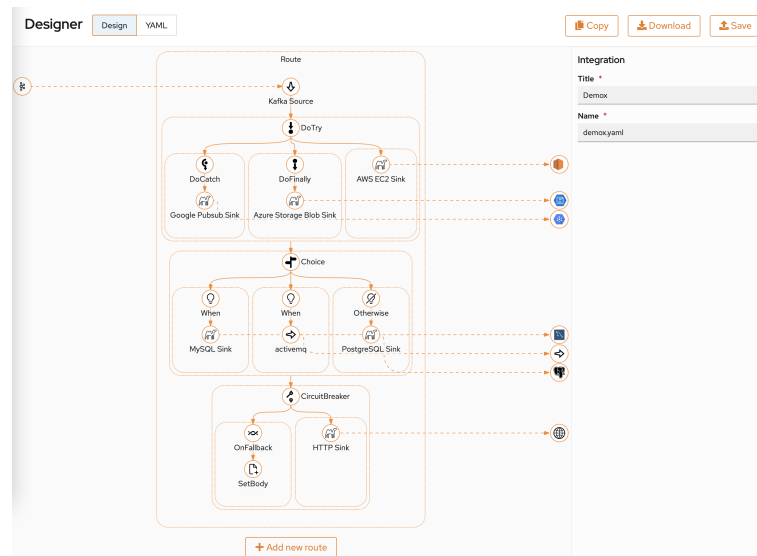 Designer
Design
YAML
Copy
Download
Save
Route
Kafka Source
DoTry
DoCatch
DoFinally
AWS EC2 Sink
Google Pubsub Sink
Azure Storage Blob Sink
Choice
When
When
Otherwise
MySQL Sink
activemq
PostgreSQL Sink
CircuitBreaker
OnFallback
HTTP Sink
SetBody
+ Add new route
Integration
Title *
Demox
Name *
demox.yaml